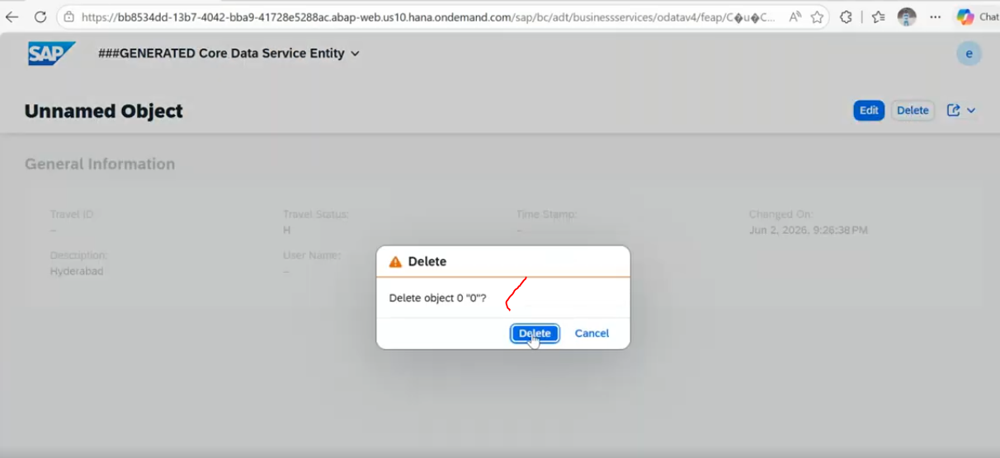 https://bb8534dd-13b7-4042-bba9-41728e5288ac.abap-web.us10.hana.ondemand.com/sap/bc/adt/businessservices/odatav4/feap/C�u�C...
Chat
SAP
###GENERATED Core Data Service Entity
e
Unnamed Object
Edit
Delete
General Information
Travel ID:
–
Travel Status:
H
Time Stamp:
–
Changed On:
Jun 2, 2026, 9:26:38 PM
Description:
Hyderabad
User Name:
–
Delete
Delete object 0 "0"?
Delete
Cancel